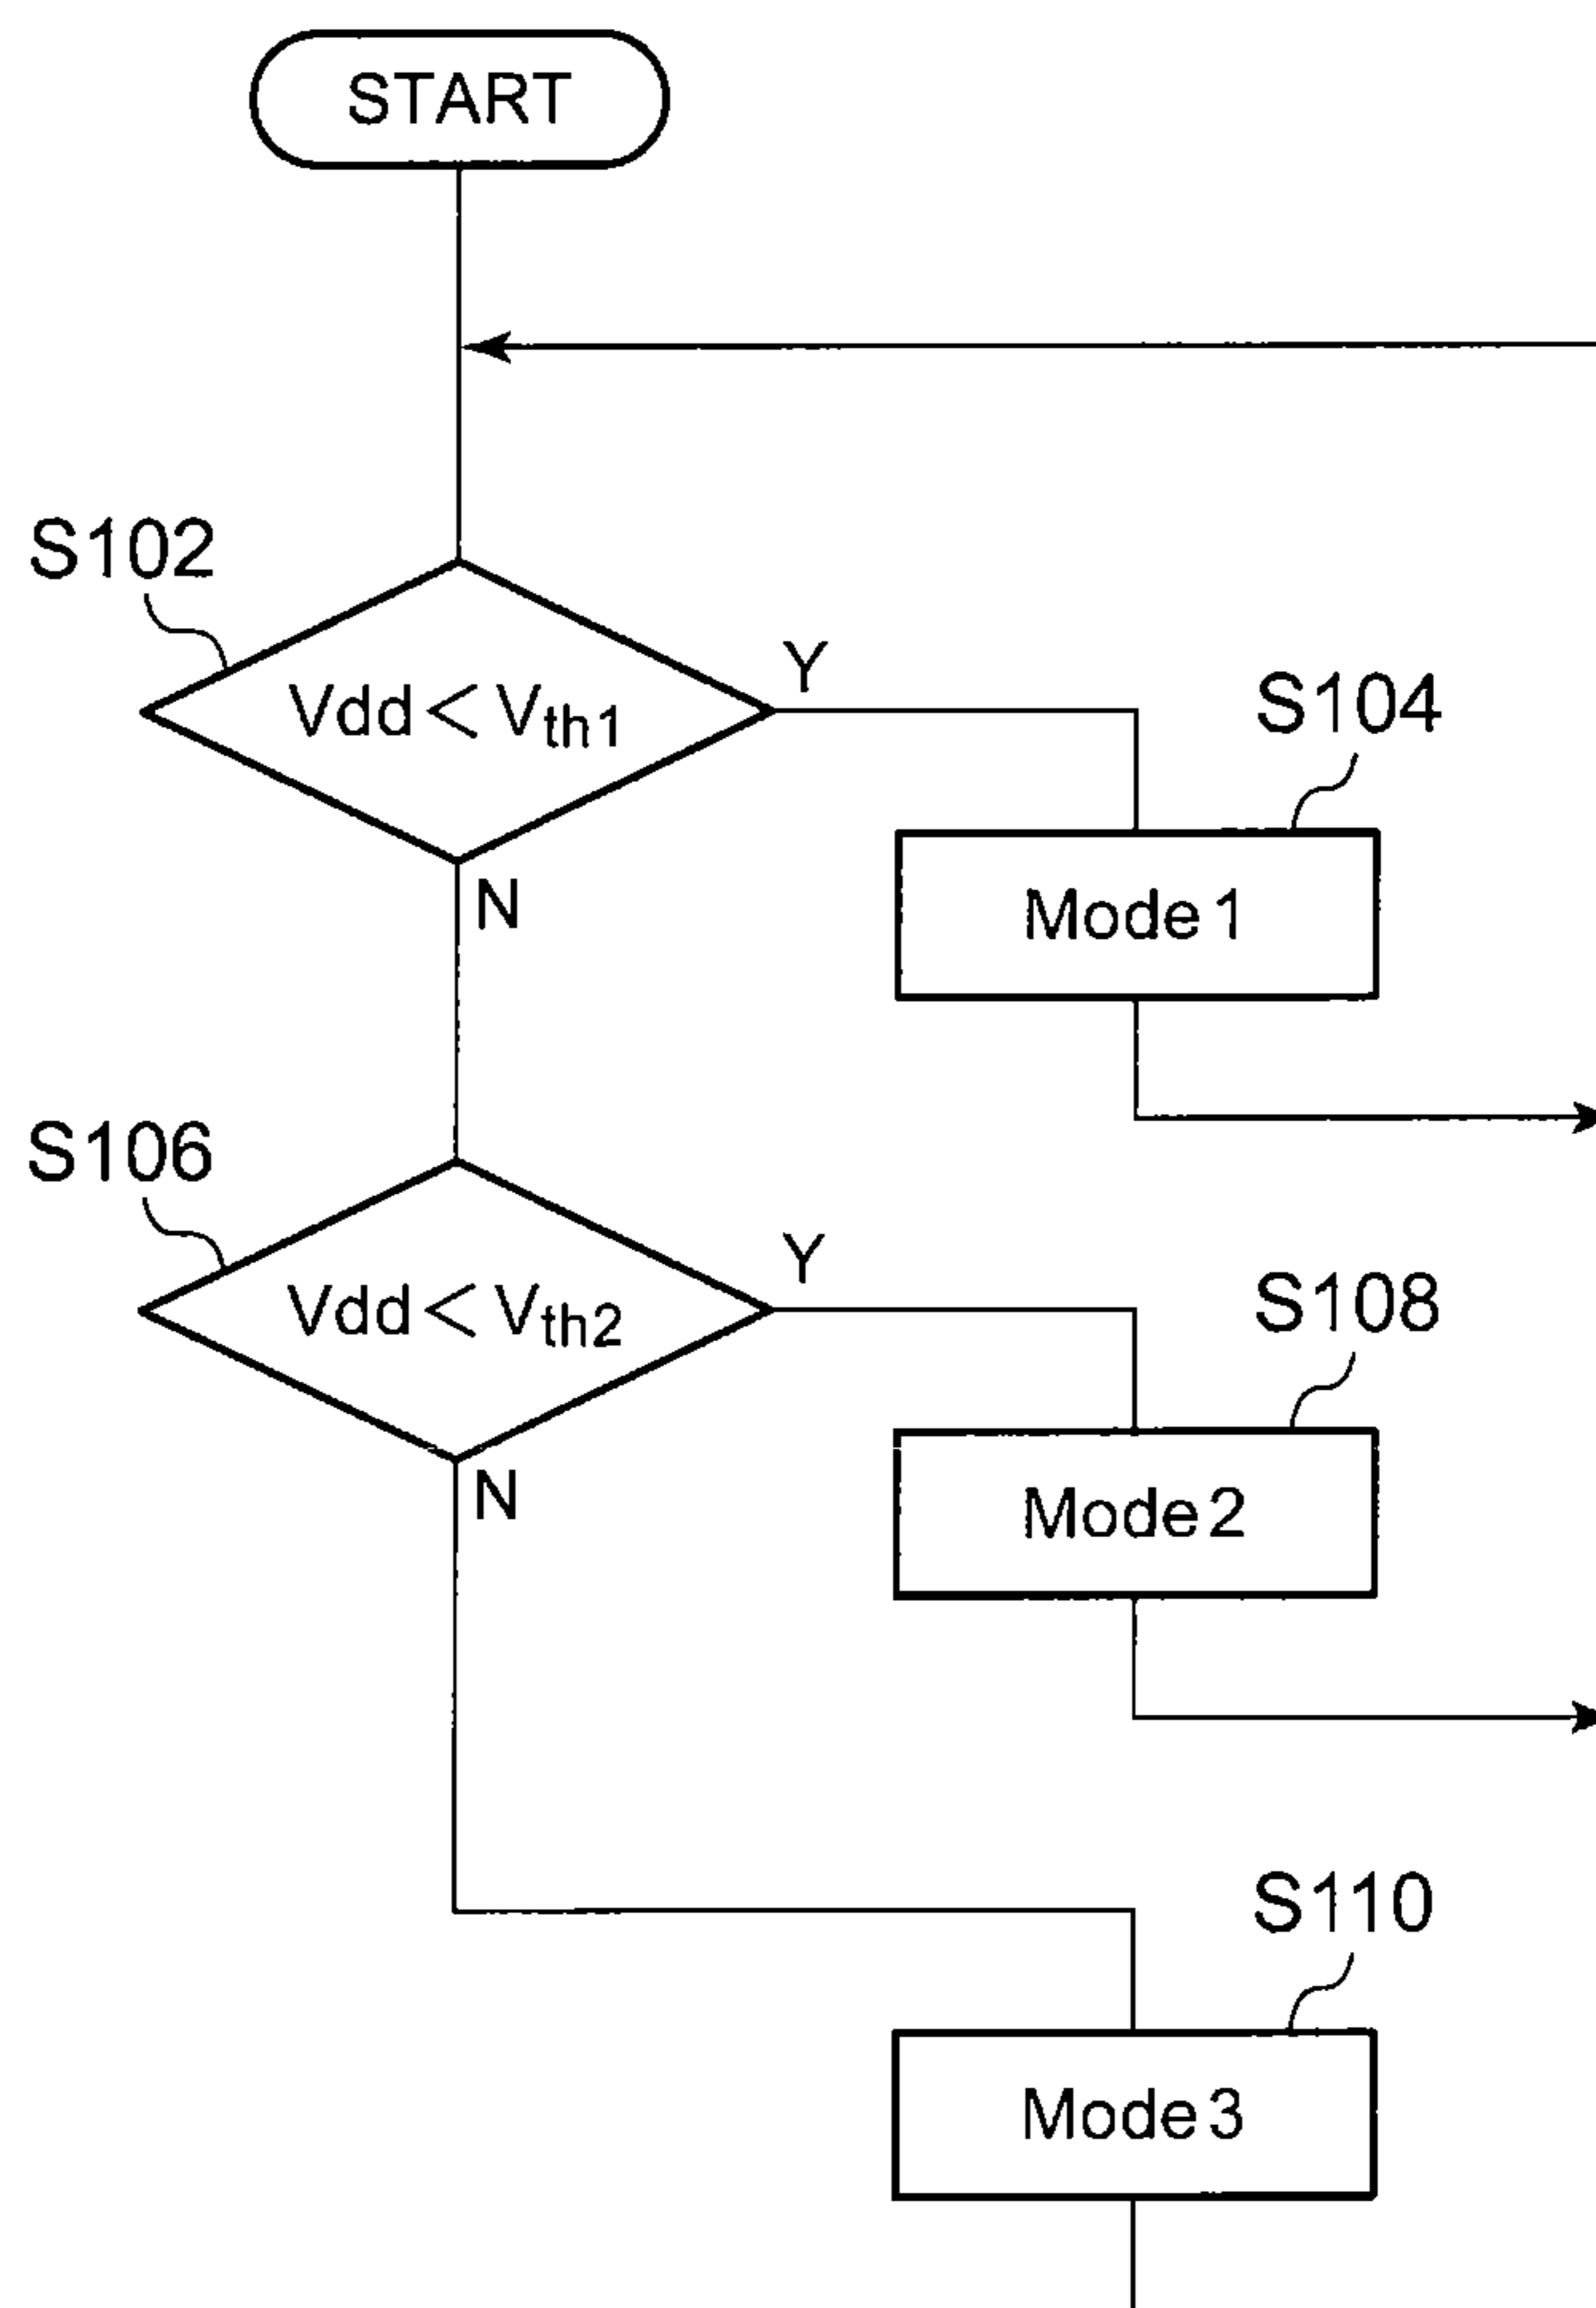 START
S102
Vdd < Vth1
Y
S104
N
Mode 1
S106
Vdd < Vth2
Y
S108
N
Mode 2
S110
Mode 3